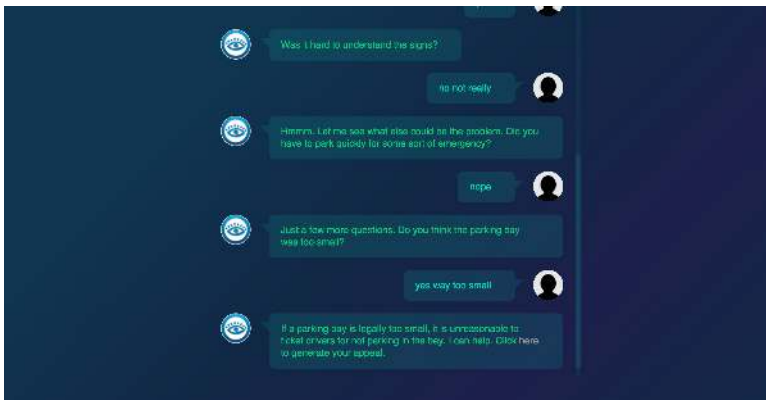 Was it hard to understand the signs?
no not really
Hmmm. Let me see what else could be the problem. Did you
have to park quickly for some sort of emergency?
nope
Just a few more questions. Do you think the parking bay
was too small?
yes way too small
If a parking bay is legally too small, it is unreasonable to
ticket drivers for not parking in the bay. I can help. Click here
to generate your appeal.